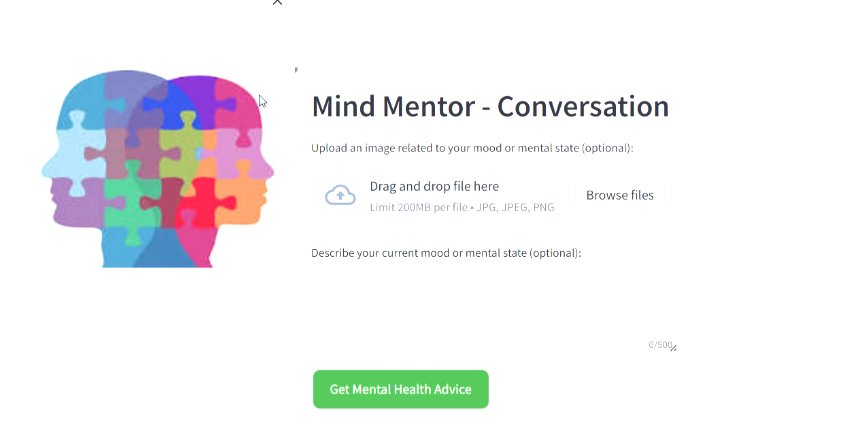 Mind Mentor - Conversation
Upload an image related to your mood or mental state (optional):
Drag and drop file here
Limit 200MB per file • JPG, JPEG, PNG
Browse files
Describe your current mood or mental state (optional):
0/500
Get Mental Health Advice